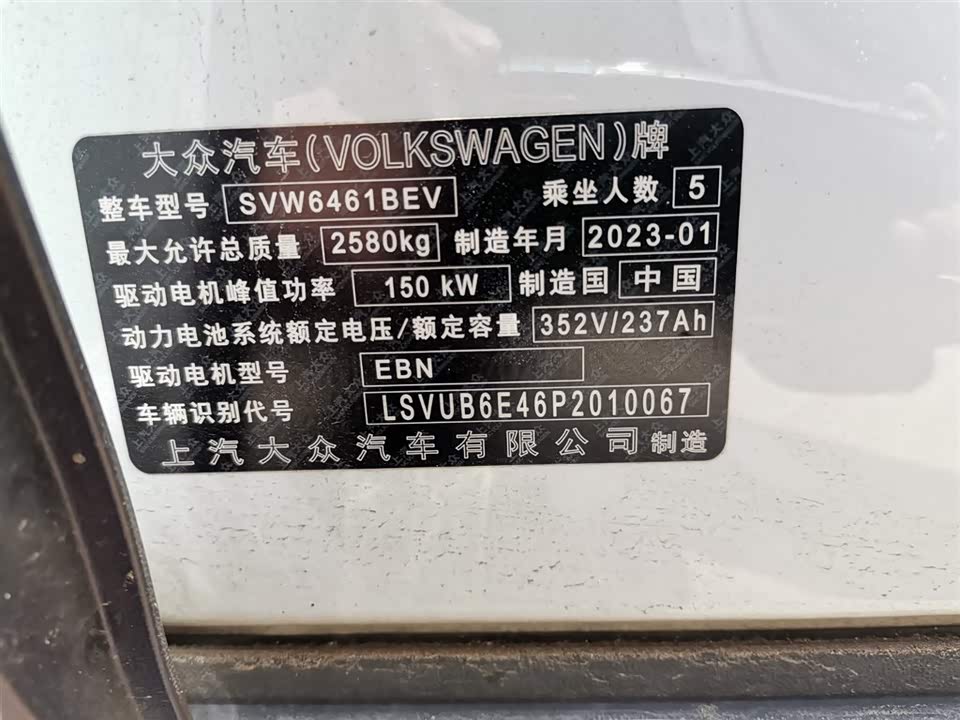 大众汽车(VOLKSWAGEN)牌
整车型号 SVW6461BEV 乘坐人数 5
最大允许总质量 2580kg 制造年月 2023-01
驱动电机峰值功率 150 kW 制造国 中国
动力电池系统额定电压/额定容量 352V/237Ah
驱动电机型号 EBN
车辆识别代号 LSVUB6E46P2010067
上汽大众汽车有限公司 制造